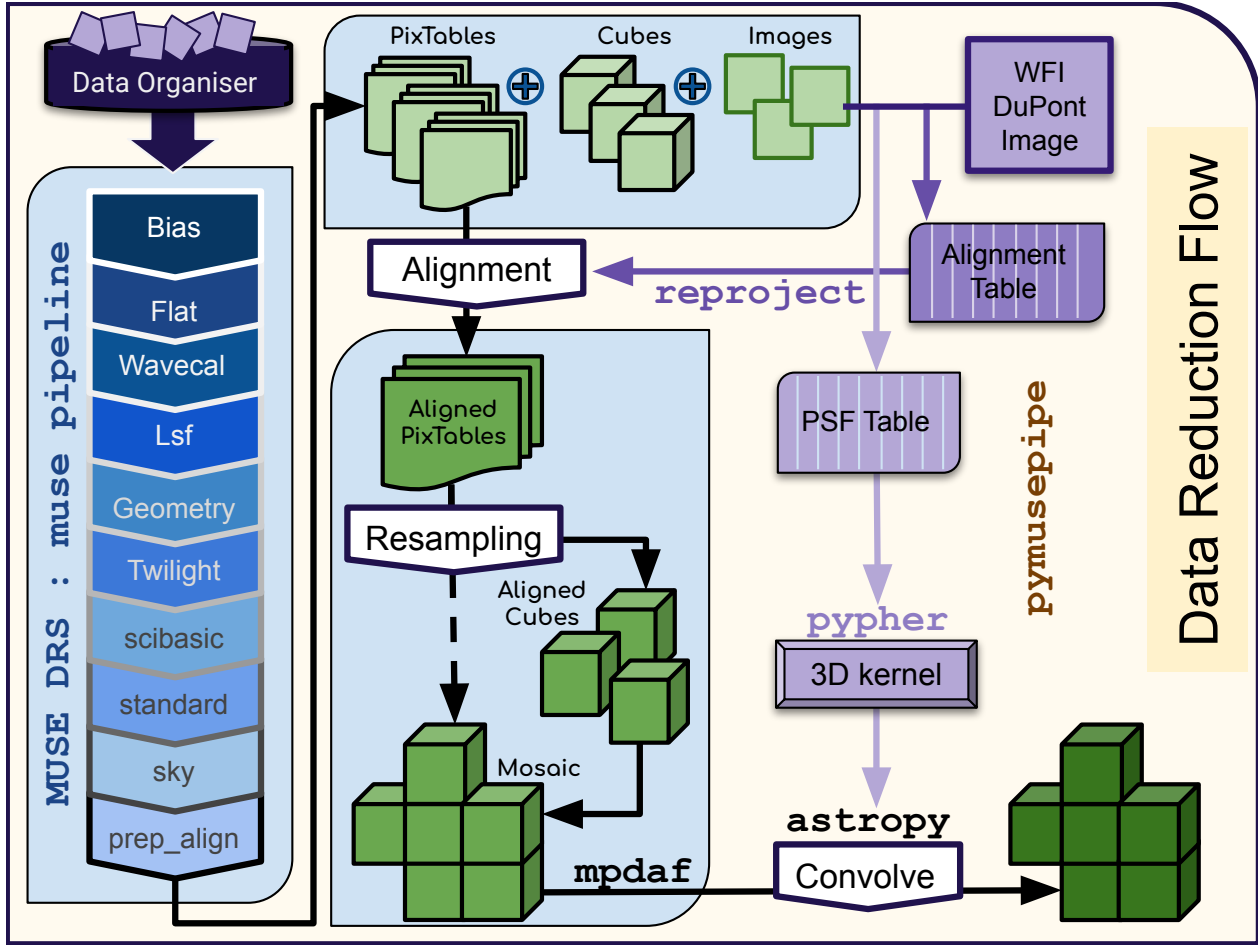 Data Organiser
MUSE DRS : muse pipeline
Bias
Flat
Wavecal
Lsf
Geometry
Twilight
scibasic
standard
sky
prep_align
PixTables
Cubes
Images
WFI
DuPont
Image
Alignment
reproject
Alignment
Table
Aligned
PixTables
Resampling
Aligned
Cubes
Mosaic
mpdaf
PSF Table
pypher
3D kernel
astropy
Convolve
pymusepipe
Data Reduction Flow